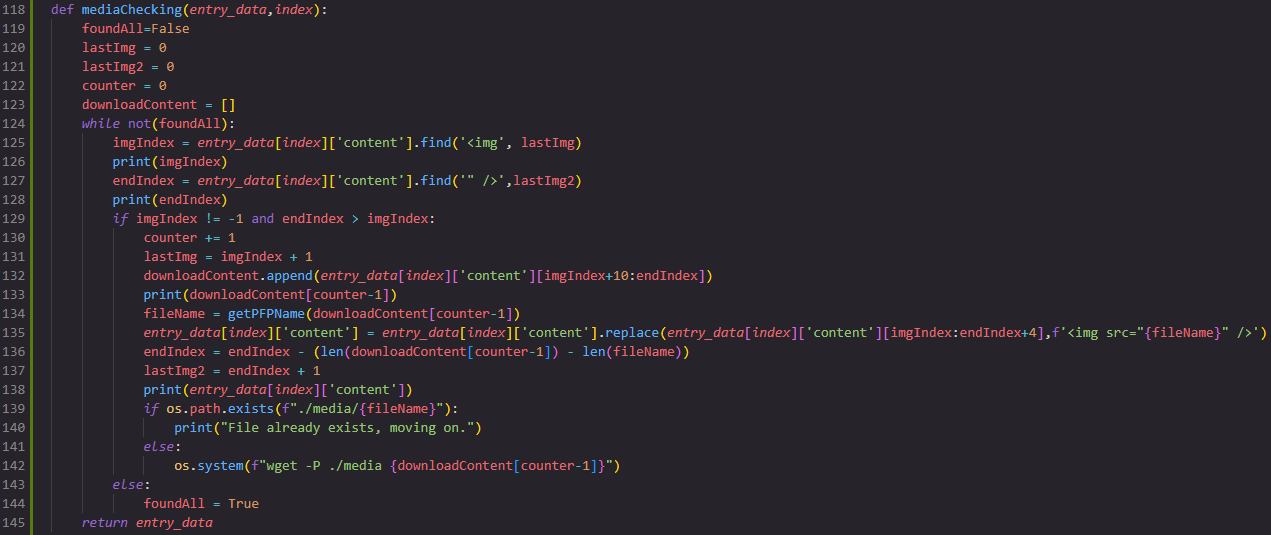 118 def mediaChecking(entry_data,index):
119     foundAll=False
120     lastImg = 0
121     lastImg2 = 0
122     counter = 0
123     downloadContent = []
124     while not(foundAll):
125         imgIndex = entry_data[index]['content'].find('<img', lastImg)
126         print(imgIndex)
127         endIndex = entry_data[index]['content'].find('" />',lastImg2)
128         print(endIndex)
129         if imgIndex != -1 and endIndex > imgIndex:
130             counter += 1
131             lastImg = imgIndex + 1
132             downloadContent.append(entry_data[index]['content'][imgIndex+10:endIndex])
133             print(downloadContent[counter-1])
134             fileName = getPFPName(downloadContent[counter-1])
135             entry_data[index]['content'] = entry_data[index]['content'].replace(entry_data[index]['content'][imgIndex:endIndex+4],f'<img src="{fileName}" />')
136             endIndex = endIndex - (len(downloadContent[counter-1]) - len(fileName))
137             lastImg2 = endIndex + 1
138             print(entry_data[index]['content'])
139             if os.path.exists(f"./media/{fileName}"):
140                 print("File already exists, moving on.")
141             else:
142                 os.system(f"wget -P ./media {downloadContent[counter-1]}")
143         else:
144             foundAll = True
145     return entry_data